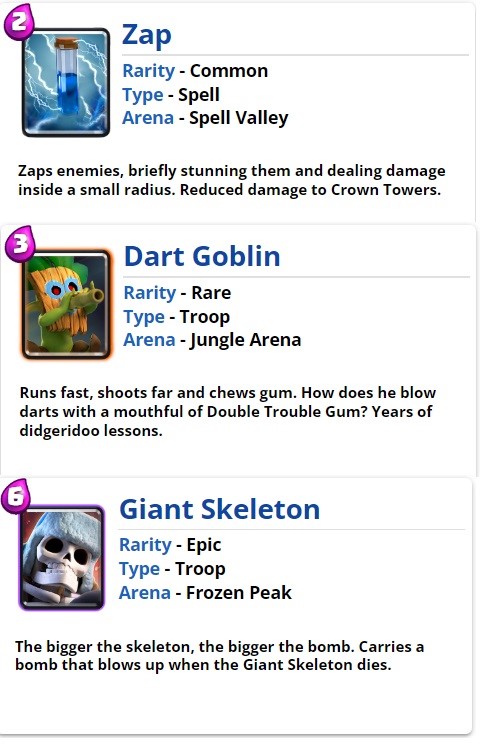 2
Zap
Rarity - Common
Type - Spell
Arena - Spell Valley
Zaps enemies, briefly stunning them and dealing damage
inside a small radius. Reduced damage to Crown Towers.
3
Dart Goblin
Rarity - Rare
Type - Troop
Arena - Jungle Arena
Runs fast, shoots far and chews gum. How does he blow
darts with a mouthful of Double Trouble Gum? Years of
didgeridoo lessons.
6
Giant Skeleton
Rarity - Epic
Type - Troop
Arena - Frozen Peak
The bigger the skeleton, the bigger the bomb. Carries a
bomb that blows up when the Giant Skeleton dies.